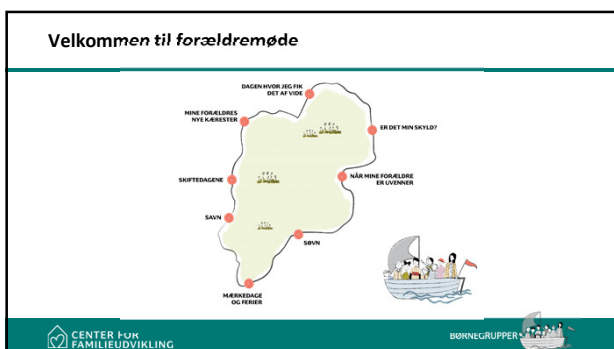 Velkommen til forældremøde
DAGEN HVOR JEG FIK
DET AF VIDE
MINE FORÆLDRES
NYE KÆRESTER
ER DET MIN SKYLD?
SKIFTEDAGENE
NÅR MINE FORÆLDRE
ER UVENNER
SAVN
SØVN
MÆRKEDAGE
OG FERIER
CENTER FOR
FAMILIEUDVIKLING
BØRNEGRUPPER